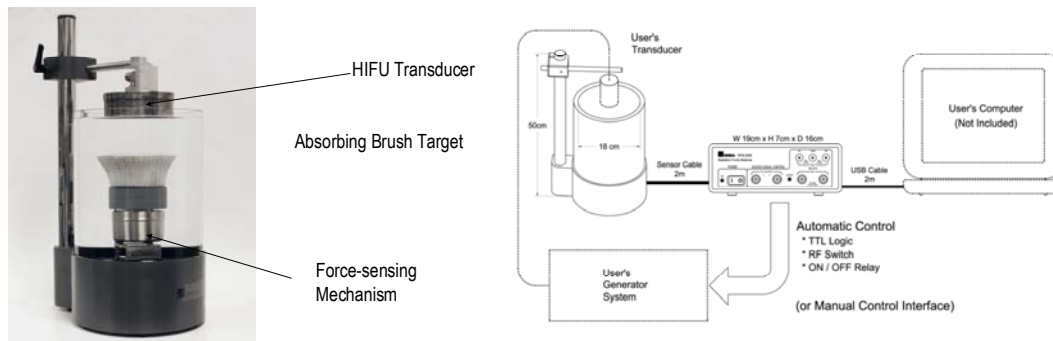 HIFU Transducer
Absorbing Brush Target
Force-sensing
Mechanism
User's
Transducer
50cm
18 cm
Sensor Cable
2m
W 19cm x H 7cm x D 16cm
USB Cable
2m
User's Computer
(Not Included)
User's
Generator
System
Automatic Control
* TTL Logic
* RF Switch
* ON / OFF Relay
(or Manual Control Interface)